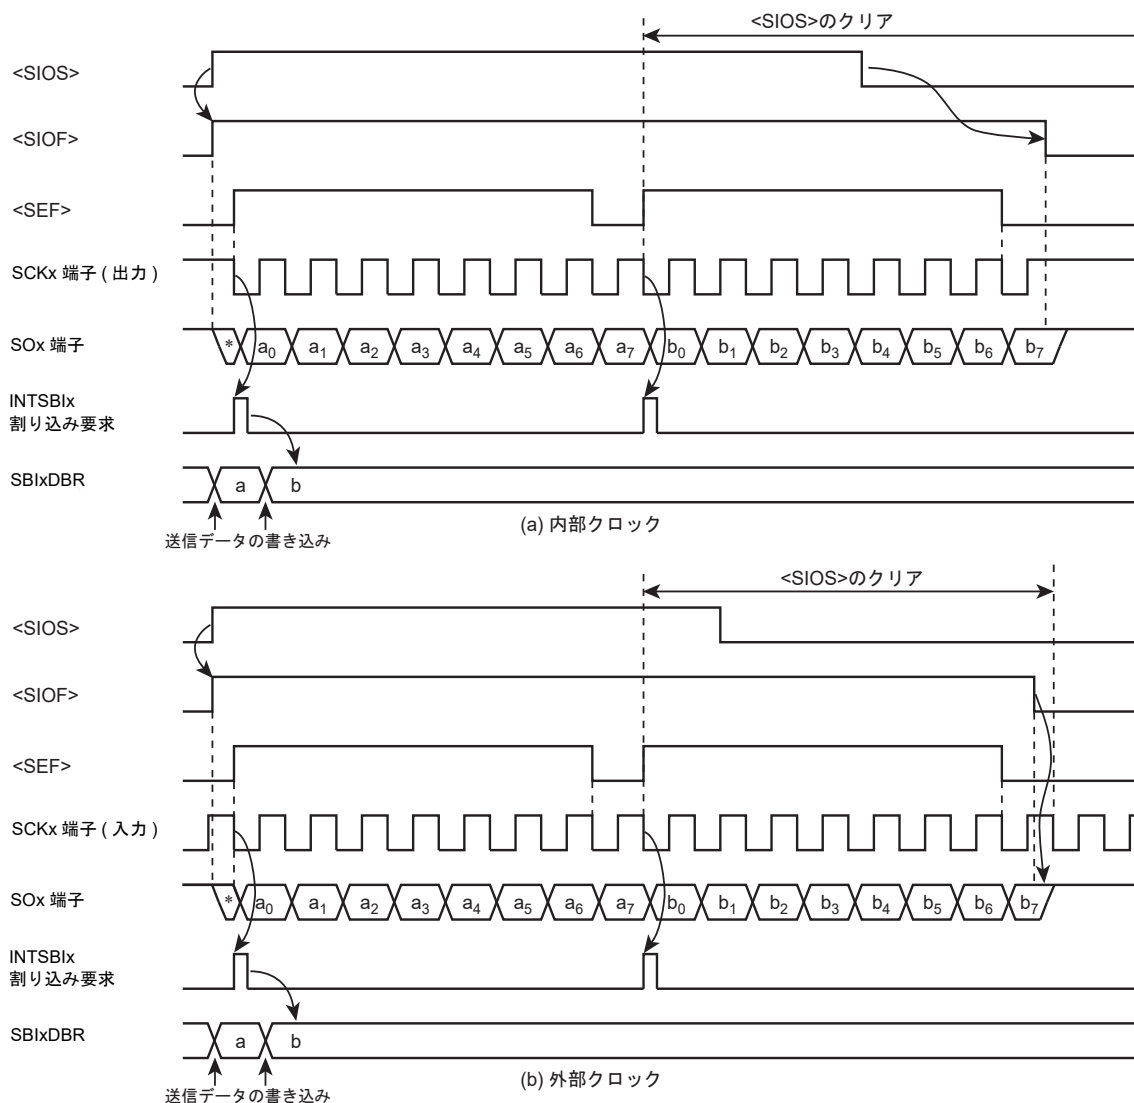 <SIOS>のクリア
<SIOS>
<SIOF>
<SEF>
SCKx 端子 ( 出力 )
SOx 端子
* a0 a1 a2 a3 a4 a5 a6 a7 b0 b1 b2 b3 b4 b5 b6 b7
INTSBIx
割り込み要求
SBIxDBR
a b
送信データの書き込み
(a) 内部クロック
<SIOS>のクリア
<SIOS>
<SIOF>
<SEF>
SCKx 端子 ( 入力 )
SOx 端子
* a0 a1 a2 a3 a4 a5 a6 a7 b0 b1 b2 b3 b4 b5 b6 b7
INTSBIx
割り込み要求
SBIxDBR
a b
送信データの書き込み
(b) 外部クロック